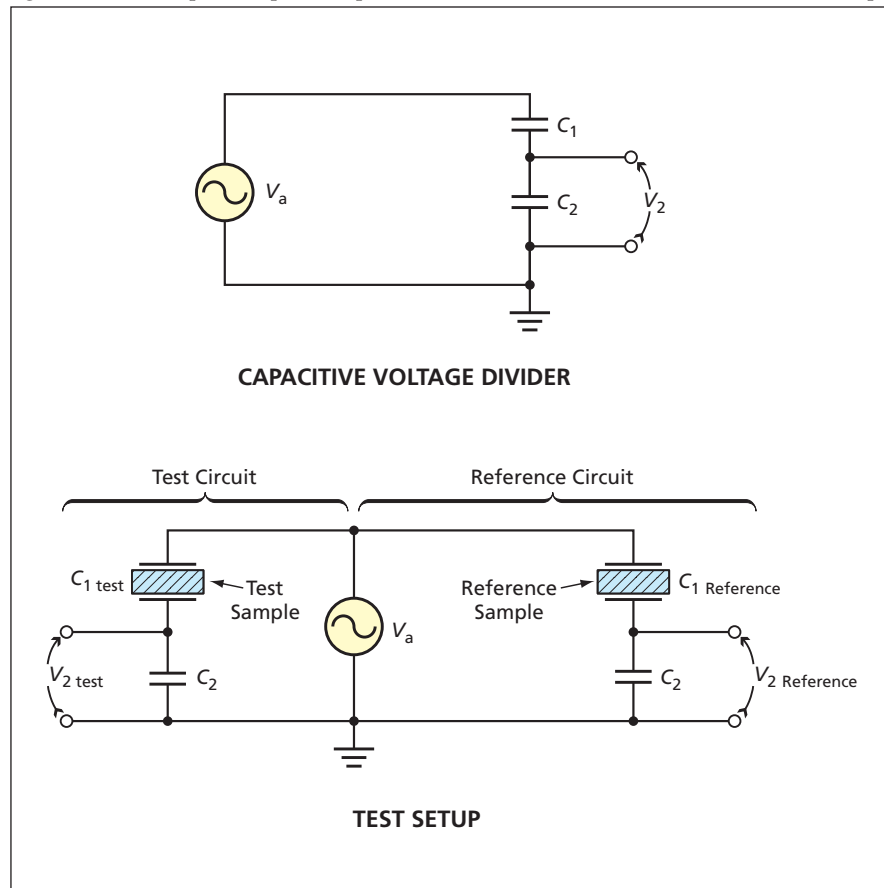 C1
Va
C2
V2
CAPACITIVE VOLTAGE DIVIDER
Test Circuit
Reference Circuit
C1 test
Test
Sample
Reference
Sample
C1 Reference
Va
V2 test
C2
C2
V2 Reference
TEST SETUP